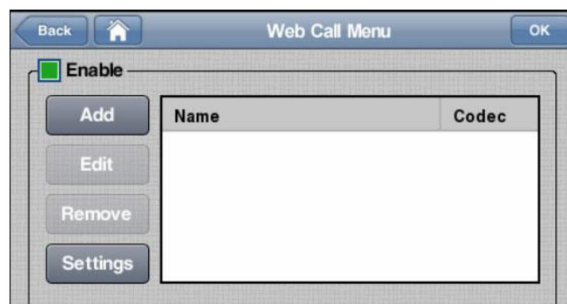 Back Web Call Menu OK
Enable
Add Name Codec
Edit
Remove
Settings